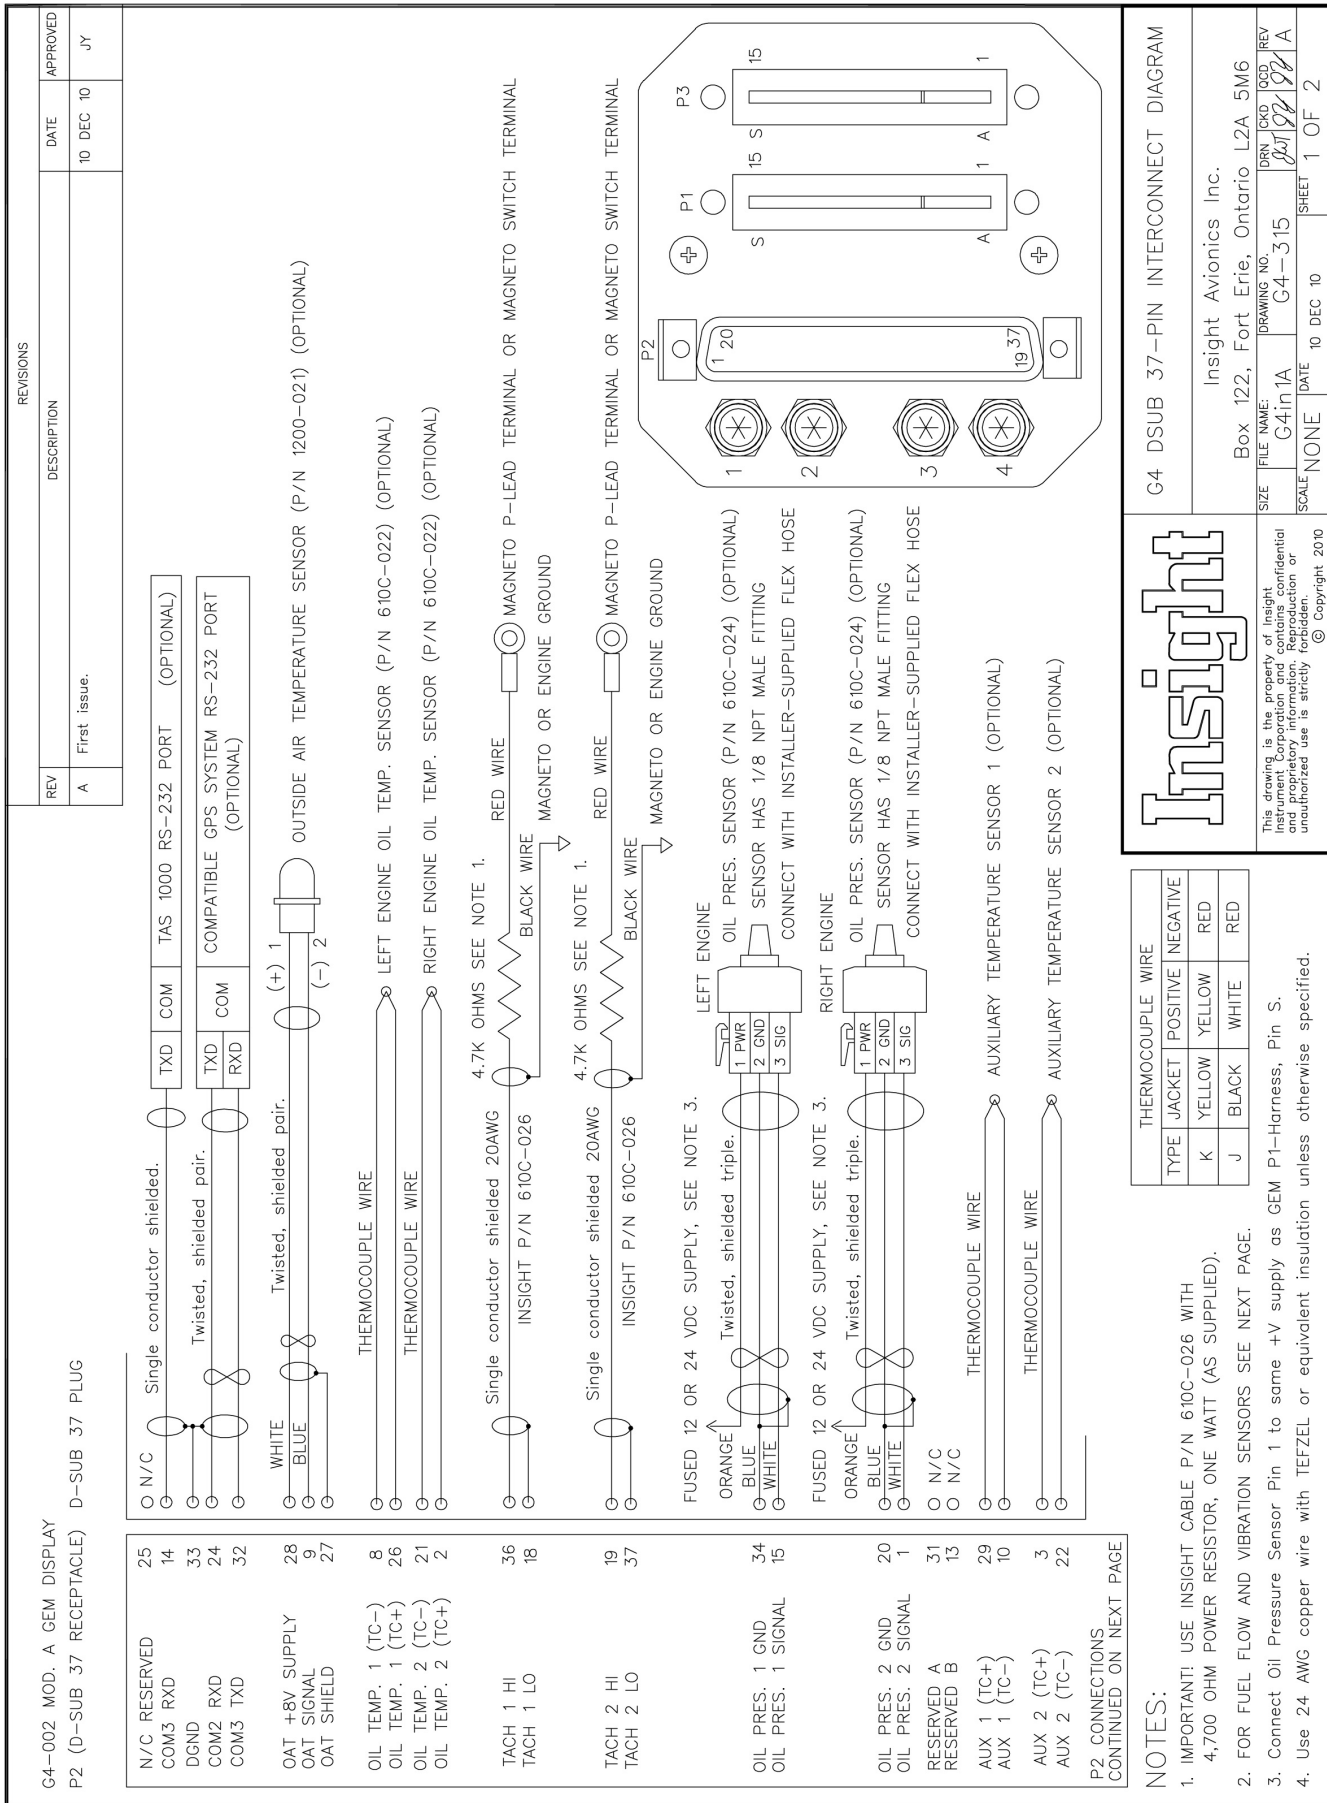 G4-002 MOD. A GEM DISPLAY
P2 (D-SUB 37 RECEPTACLE) D-SUB 37 PLUG
REVISIONS
REV DESCRIPTION DATE APPROVED
A First issue. 10 DEC 10 JY
N/C RESERVED 25 N/C
COM3 RXD 14 Single conductor shielded. TXD COM TAS 1000 RS-232 PORT (OPTIONAL)
DGND 33
COM2 RXD 24 Twisted, shielded pair. TXD COM COMPATIBLE GPS SYSTEM RS-232 PORT
COM3 TXD 32 RXD (OPTIONAL)
OAT +8V SUPPLY 28 WHITE Twisted, shielded pair. (+) 1
OUTSIDE AIR TEMPERATURE SENSOR (P/N 1200-021) (OPTIONAL)
OAT SIGNAL 9 BLUE (-) 2
OAT SHIELD 27
OIL TEMP. 1 (TC-) 8 THERMOCOUPLE WIRE LEFT ENGINE OIL TEMP. SENSOR (P/N 610C-022) (OPTIONAL)
OIL TEMP. 1 (TC+) 26
OIL TEMP. 2 (TC-) 21 THERMOCOUPLE WIRE RIGHT ENGINE OIL TEMP. SENSOR (P/N 610C-022) (OPTIONAL)
OIL TEMP. 2 (TC+) 2
4.7K OHMS SEE NOTE 1. RED WIRE
Single conductor shielded 20AWG
TACH 1 HI 36 MAGNETO P-LEAD TERMINAL OR MAGNETO SWITCH TERMINAL
TACH 1 LO 18 INSIGHT P/N 610C-026 BLACK WIRE
MAGNETO OR ENGINE GROUND
4.7K OHMS SEE NOTE 1. RED WIRE
Single conductor shielded 20AWG
TACH 2 HI 19 MAGNETO P-LEAD TERMINAL OR MAGNETO SWITCH TERMINAL
TACH 2 LO 37 INSIGHT P/N 610C-026 BLACK WIRE
MAGNETO OR ENGINE GROUND
FUSED 12 OR 24 VDC SUPPLY, SEE NOTE 3. LEFT ENGINE
ORANGE Twisted, shielded triple. 1 PWR OIL PRES. SENSOR (P/N 610C-024) (OPTIONAL)
OIL PRES. 1 GND 34 BLUE 2 GND SENSOR HAS 1/8 NPT MALE FITTING
OIL PRES. 1 SIGNAL 15 WHITE 3 SIG CONNECT WITH INSTALLER-SUPPLIED FLEX HOSE
FUSED 12 OR 24 VDC SUPPLY, SEE NOTE 3. RIGHT ENGINE
ORANGE Twisted, shielded triple. 1 PWR OIL PRES. SENSOR (P/N 610C-024) (OPTIONAL)
OIL PRES. 2 GND 20 BLUE 2 GND SENSOR HAS 1/8 NPT MALE FITTING
OIL PRES. 2 SIGNAL 1 WHITE 3 SIG CONNECT WITH INSTALLER-SUPPLIED FLEX HOSE
RESERVED A 31 N/C
RESERVED B 13 N/C
AUX 1 (TC+) 29 THERMOCOUPLE WIRE AUXILIARY TEMPERATURE SENSOR 1 (OPTIONAL)
AUX 1 (TC-) 10
AUX 2 (TC+) 3 THERMOCOUPLE WIRE AUXILIARY TEMPERATURE SENSOR 2 (OPTIONAL)
AUX 2 (TC-) 22
P2 CONNECTIONS
CONTINUED ON NEXT PAGE
P2 P1 P3
1 20
19 37
S 15
A 1
S 15
A 1
1
2
3
4
NOTES:
1. IMPORTANT! USE INSIGHT CABLE P/N 610C-026 WITH
4,700 OHM POWER RESISTOR, ONE WATT (AS SUPPLIED).
2. FOR FUEL FLOW AND VIBRATION SENSORS SEE NEXT PAGE.
3. Connect Oil Pressure Sensor Pin 1 to same +V supply as GEM P1-Harness, Pin S.
4. Use 24 AWG copper wire with TEFZEL or equivalent insulation unless otherwise specified.
THERMOCOUPLE WIRE
TYPE JACKET POSITIVE NEGATIVE
K YELLOW YELLOW RED
J BLACK WHITE RED
Insight
This drawing is the property of Insight
Instrument Corporation and contains confidential
and proprietory information. Reproduction or
unauthorized use is strictly forbidden.
© Copyright 2010
G4 DSUB 37-PIN INTERCONNECT DIAGRAM
Insight Avionics Inc.
Box 122, Fort Erie, Ontario L2A 5M6
SIZE FILE NAME: G4in1A DRAWING NO. G4-315 DRN CKD QCD REV A
SCALE NONE DATE 10 DEC 10 SHEET 1 OF 2